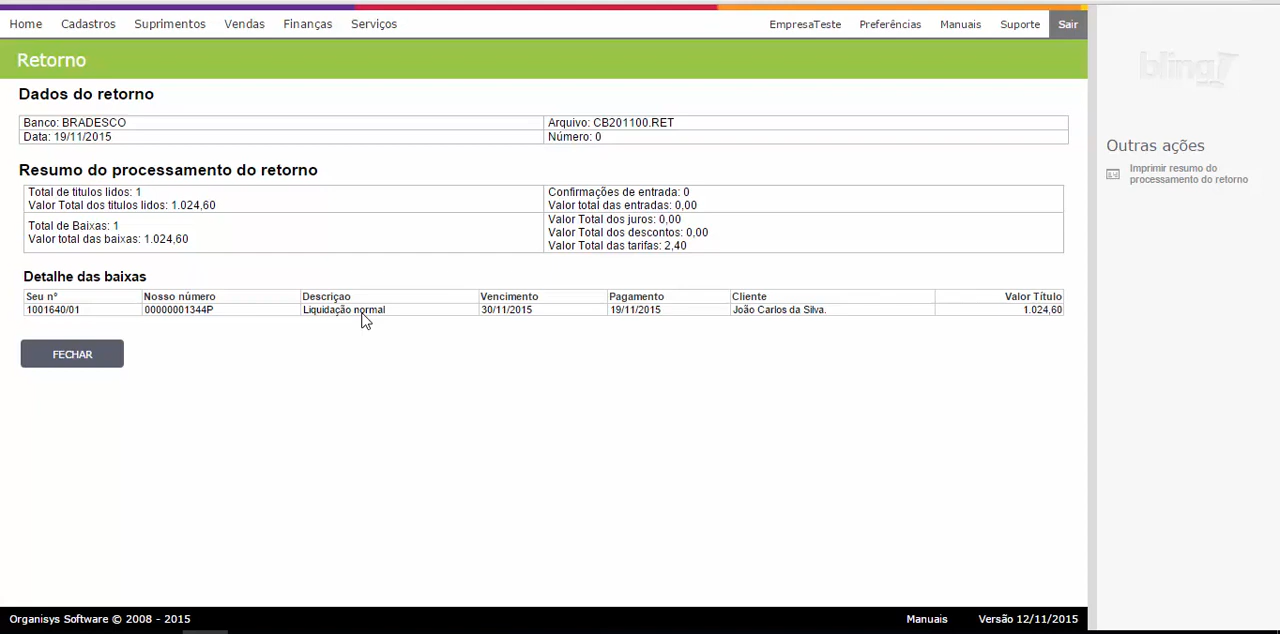 Home Cadastros Suprimentos Vendas Finanças Serviços EmpresaTeste Preferências Manuais Suporte Sair
Retorno
Dados do retorno
Banco: BRADESCO Arquivo: CB201100.RET
Data: 19/11/2015 Número: 0
Resumo do processamento do retorno
Total de titulos lidos: 1 Confirmações de entrada: 0
Valor Total dos titulos lidos: 1.024,60 Valor total das entradas: 0,00
Total de Baixas: 1 Valor Total dos juros: 0,00
Valor total das baixas: 1.024,60 Valor Total dos descontos: 0,00
Valor Total das tarifas: 2,40
Detalhe das baixas
Seu nº Nosso número Descriçao Vencimento Pagamento Cliente Valor Título
1001640/01 00000001344P Liquidação normal 30/11/2015 19/11/2015 João Carlos da Silva. 1.024,60
FECHAR
bling
Outras ações
Imprimir resumo do
processamento do retorno
Organisys Software © 2008 - 2015 Manuais Versão 12/11/2015